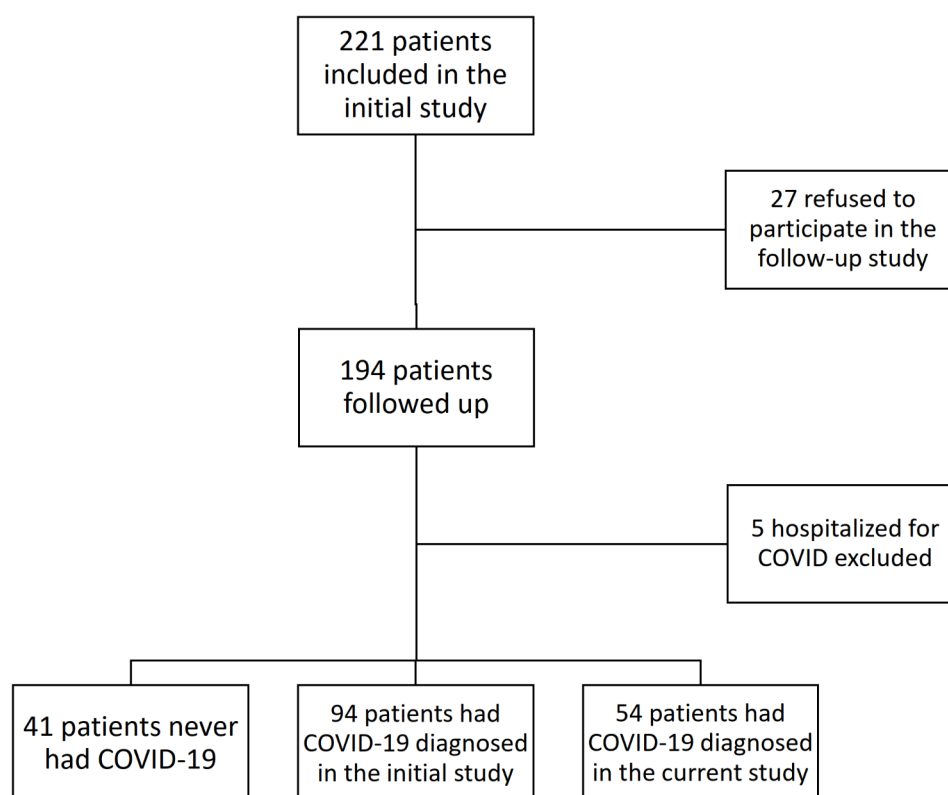 221 patients
included in the
initial study
27 refused to
participate in the
follow-up study
194 patients
followed up
5 hospitalized for
COVID excluded
41 patients never
had COVID-19
94 patients had
COVID-19 diagnosed
in the initial study
54 patients had
COVID-19 diagnosed
in the current study